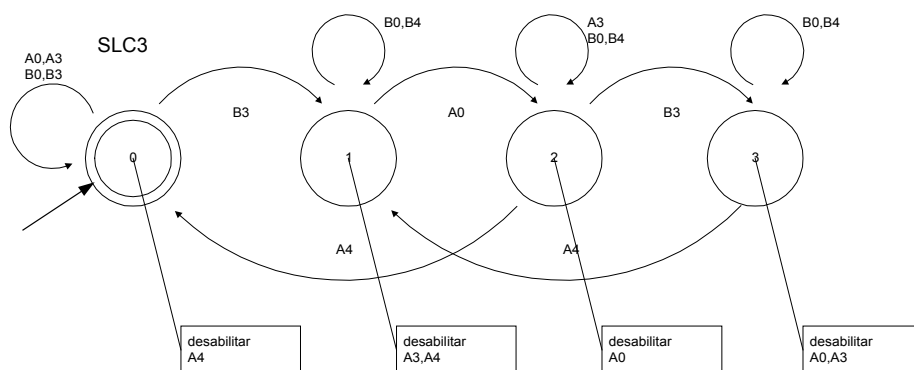 SLC3
A0,A3
B0,B3
B0,B4
A3
B0,B4
B0,B4
B3
A0
B3
0
1
2
3
A4
A4
desabilitar
A4
desabilitar
A3,A4
desabilitar
A0
desabilitar
A0,A3